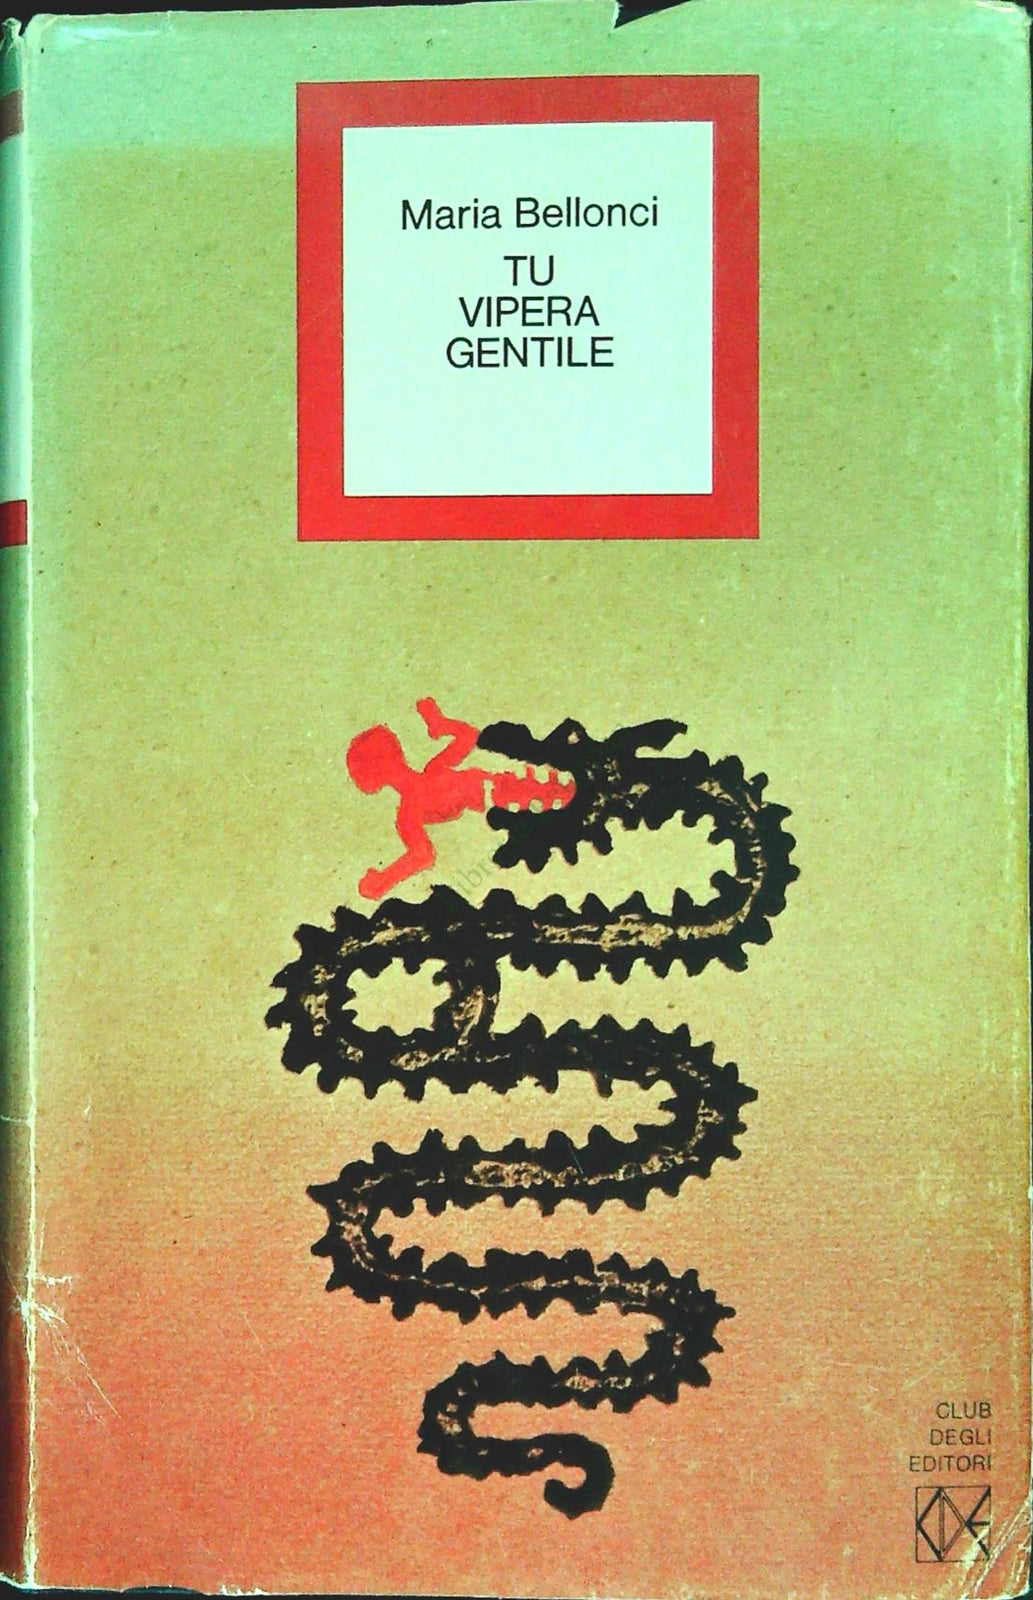 Maria Bellonci
TU
VIPERA
GENTILE
CLUB
DEGLI
EDITORI